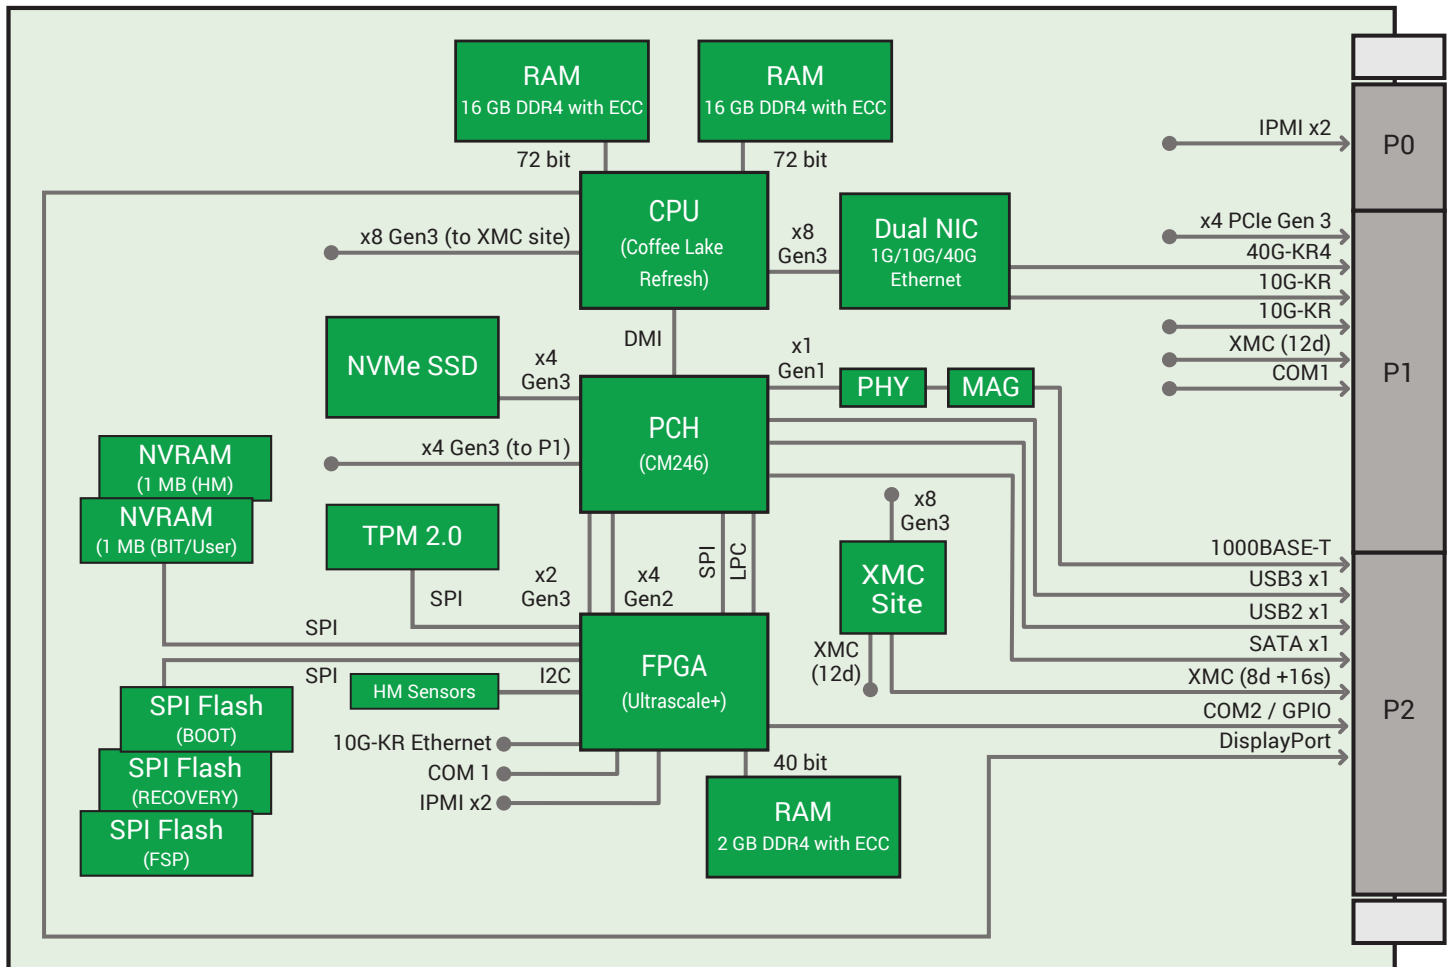 RAM
16 GB DDR4 with ECC
RAM
16 GB DDR4 with ECC
72 bit
72 bit
IPMI x2
P0
CPU
(Coffee Lake
Refresh)
x8 Gen3 (to XMC site)
x8
Gen3
Dual NIC
1G/10G/40G
Ethernet
x4 PCIe Gen 3
40G-KR4
10G-KR
10G-KR
XMC (12d)
COM1
P1
DMI
NVMe SSD
x4
Gen3
x1
Gen1
PHY
MAG
PCH
(CM246)
x4 Gen3 (to P1)
NVRAM
(1 MB (HM)
NVRAM
(1 MB (BIT/User)
TPM 2.0
SPI
x2
Gen3
x4
Gen2
SPI
LPC
x8
Gen3
XMC
Site
XMC
(12d)
1000BASE-T
USB3 x1
USB2 x1
SATA x1
XMC (8d +16s)
COM2 / GPIO
DisplayPort
P2
SPI
SPI
I2C
HM Sensors
FPGA
(Ultrascale+)
SPI Flash
(BOOT)
SPI Flash
(RECOVERY)
SPI Flash
(FSP)
10G-KR Ethernet
COM 1
IPMI x2
40 bit
RAM
2 GB DDR4 with ECC